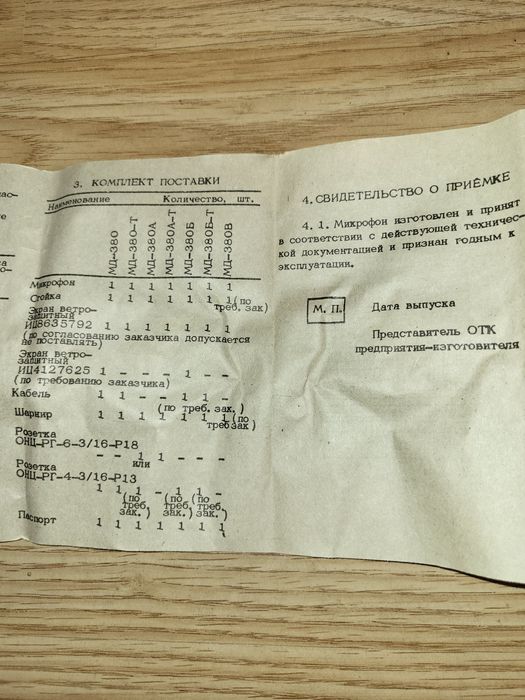 3. КОМПЛЕКТ ПОСТАВКИ
Наименование Количество, шт.
МД-380
МД-380-Т
МД-380А
МД-380А-Т
МД-380Б
МД-380Б-Т
МД-380В
Микрофон 1 1 1 1 1 1 1
Стойка 1 1 1 1 1 1 1(по
треб. зак)
Экран ветро-
защитный
ИЦ8635792 1 1 1 1 1 1 1
(по согласованию заказчика допускается
не поставлять)
Экран ветро-
защитный
ИЦ4127625 1 - - - 1 - -
(по требованию заказчика)
Кабель 1 1 - - 1 1 -
(по треб. зак.)
Шарнир 1 1 1 1 1 1 1(по
треб зак)
Розетка
ОНЦ-РГ-6-3/16-Р18
- - 1 1 - - -
Розетка или
ОНЦ-РГ-4-3/16-Р13
1 1 1 - 1 1 -
(по (по (по
треб. треб. треб.
зак.) зак.) зак.)
Паспорт 1 1 1 1 1 1 1
4. СВИДЕТЕЛЬСТВО О ПРИЁМКЕ
4. 1. Микрофон изготовлен и принят
в соответствии с действующей техничес-
кой документацией и признан годным к
эксплуатации.
М. П. Дата выпуска
Представитель ОТК
предприятия-изготовителя